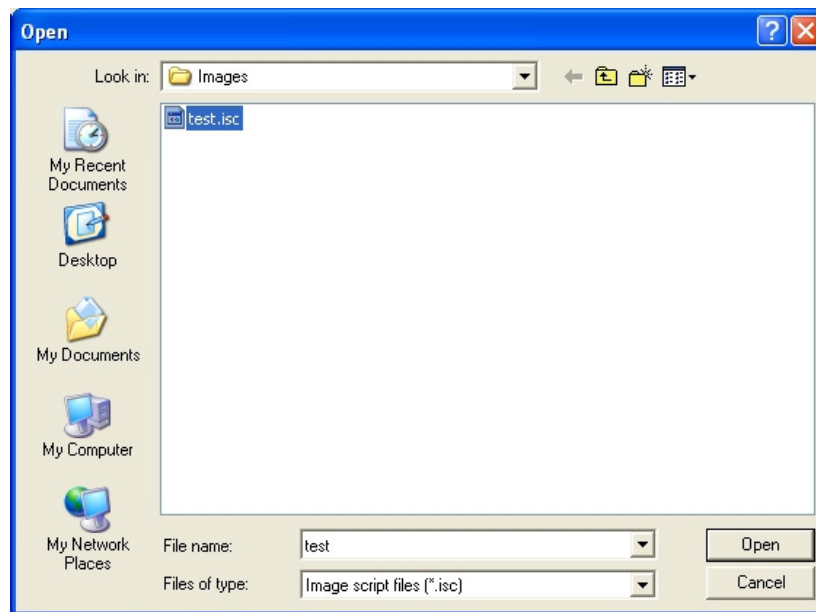 Open
Look in: Images
test.isc
My Recent
Documents
Desktop
My Documents
My Computer
My Network
Places
File name: test Open
Files of type: Image script files (*.isc) Cancel